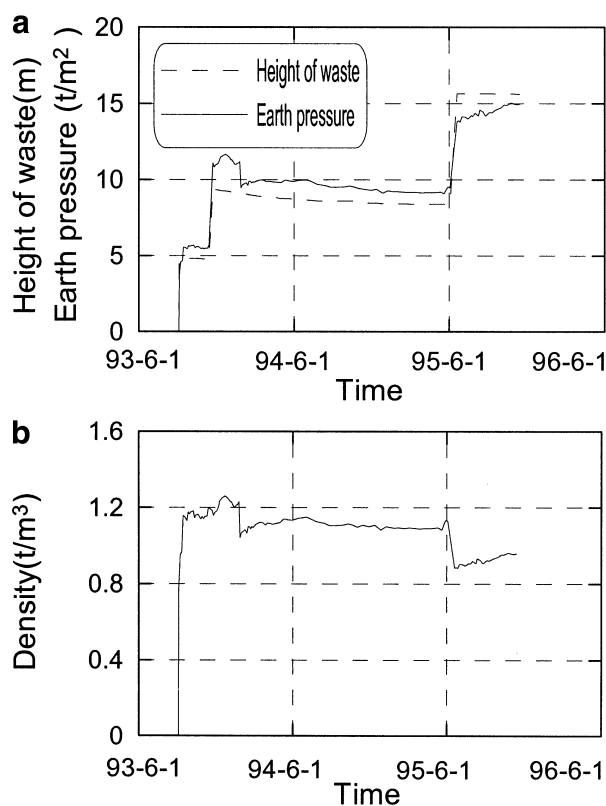 a
Height of waste(m)
Earth pressure (t/m²)
20
15
10
5
0
Height of waste
Earth pressure
93-6-1 94-6-1 95-6-1 96-6-1
Time
b
Density(t/m³)
1.6
1.2
0.8
0.4
0
93-6-1 94-6-1 95-6-1 96-6-1
Time